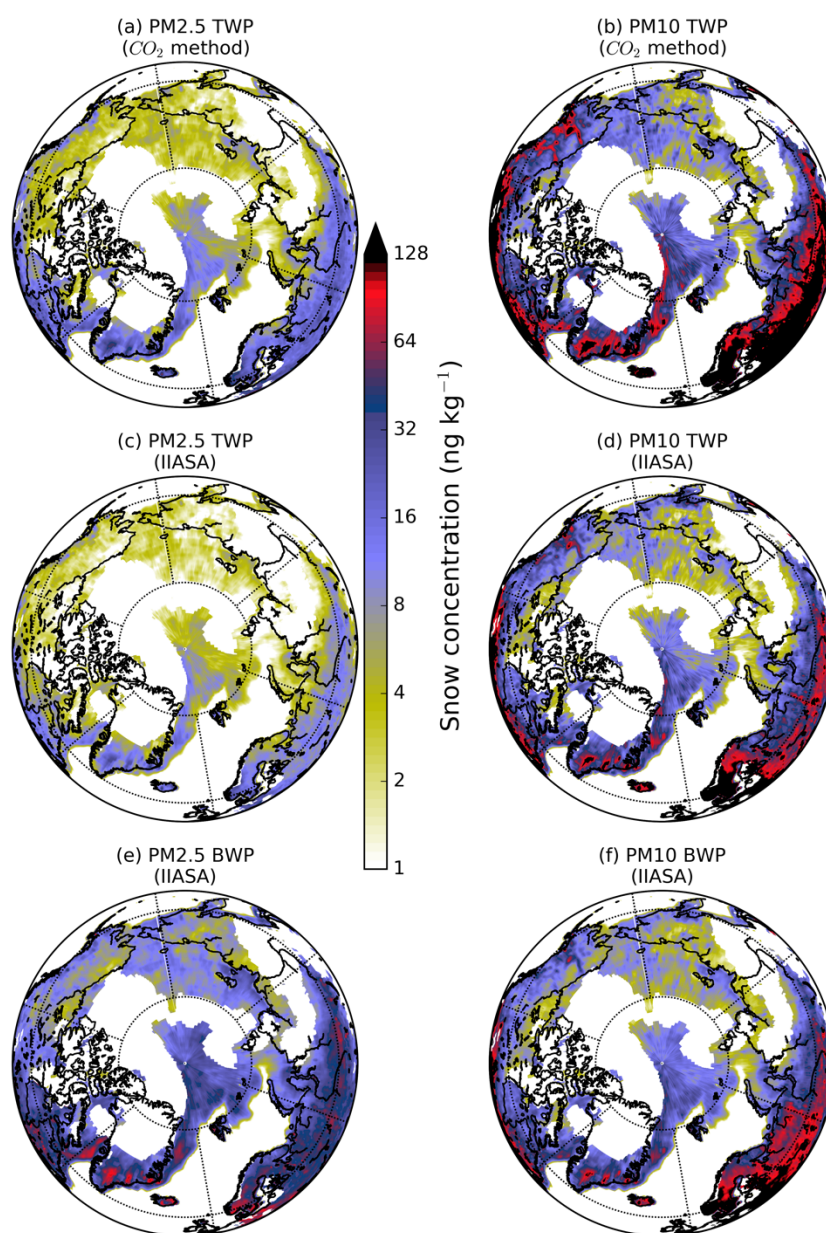 (a) PM2.5 TWP
(CO₂ method)
(b) PM10 TWP
(CO₂ method)
128
64
32
16
8
4
2
1
Snow concentration (ng kg⁻¹)
(c) PM2.5 TWP
(IIASA)
(d) PM10 TWP
(IIASA)
(e) PM2.5 BWP
(IIASA)
(f) PM10 BWP
(IIASA)